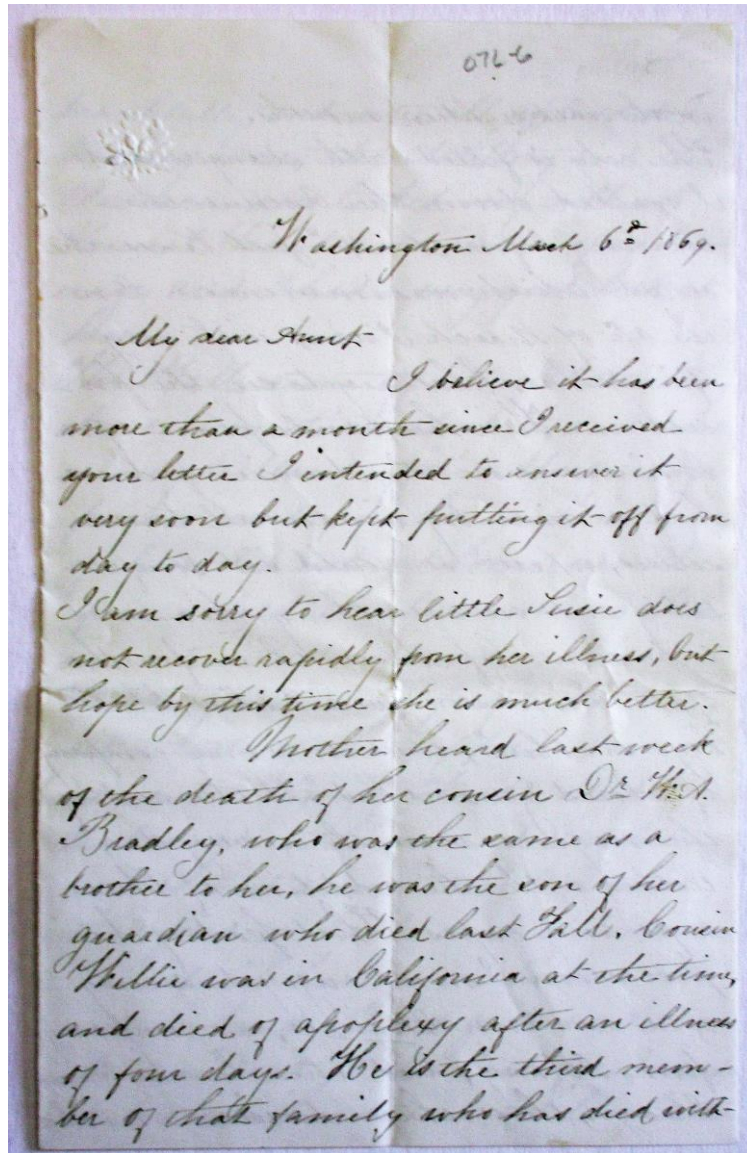 076-6
Washington March 6th 1869.
My dear Aunt
I believe it has been
more than a month since I received
your letter I intended to answer it
very soon but kept putting it off from
day to day.
I am sorry to hear little Susie does
not recover rapidly from her illness, but
hope by this time she is much better.
Mother heard last week
of the death of her cousin Dr W. A.
Bradley, who was the same as a
brother to her, he was the son of her
guardian who died last Fall. Cousin
Willie was in California at the time,
and died of apoplexy after an illness
of four days. He is the third mem-
ber of that family who has died with-